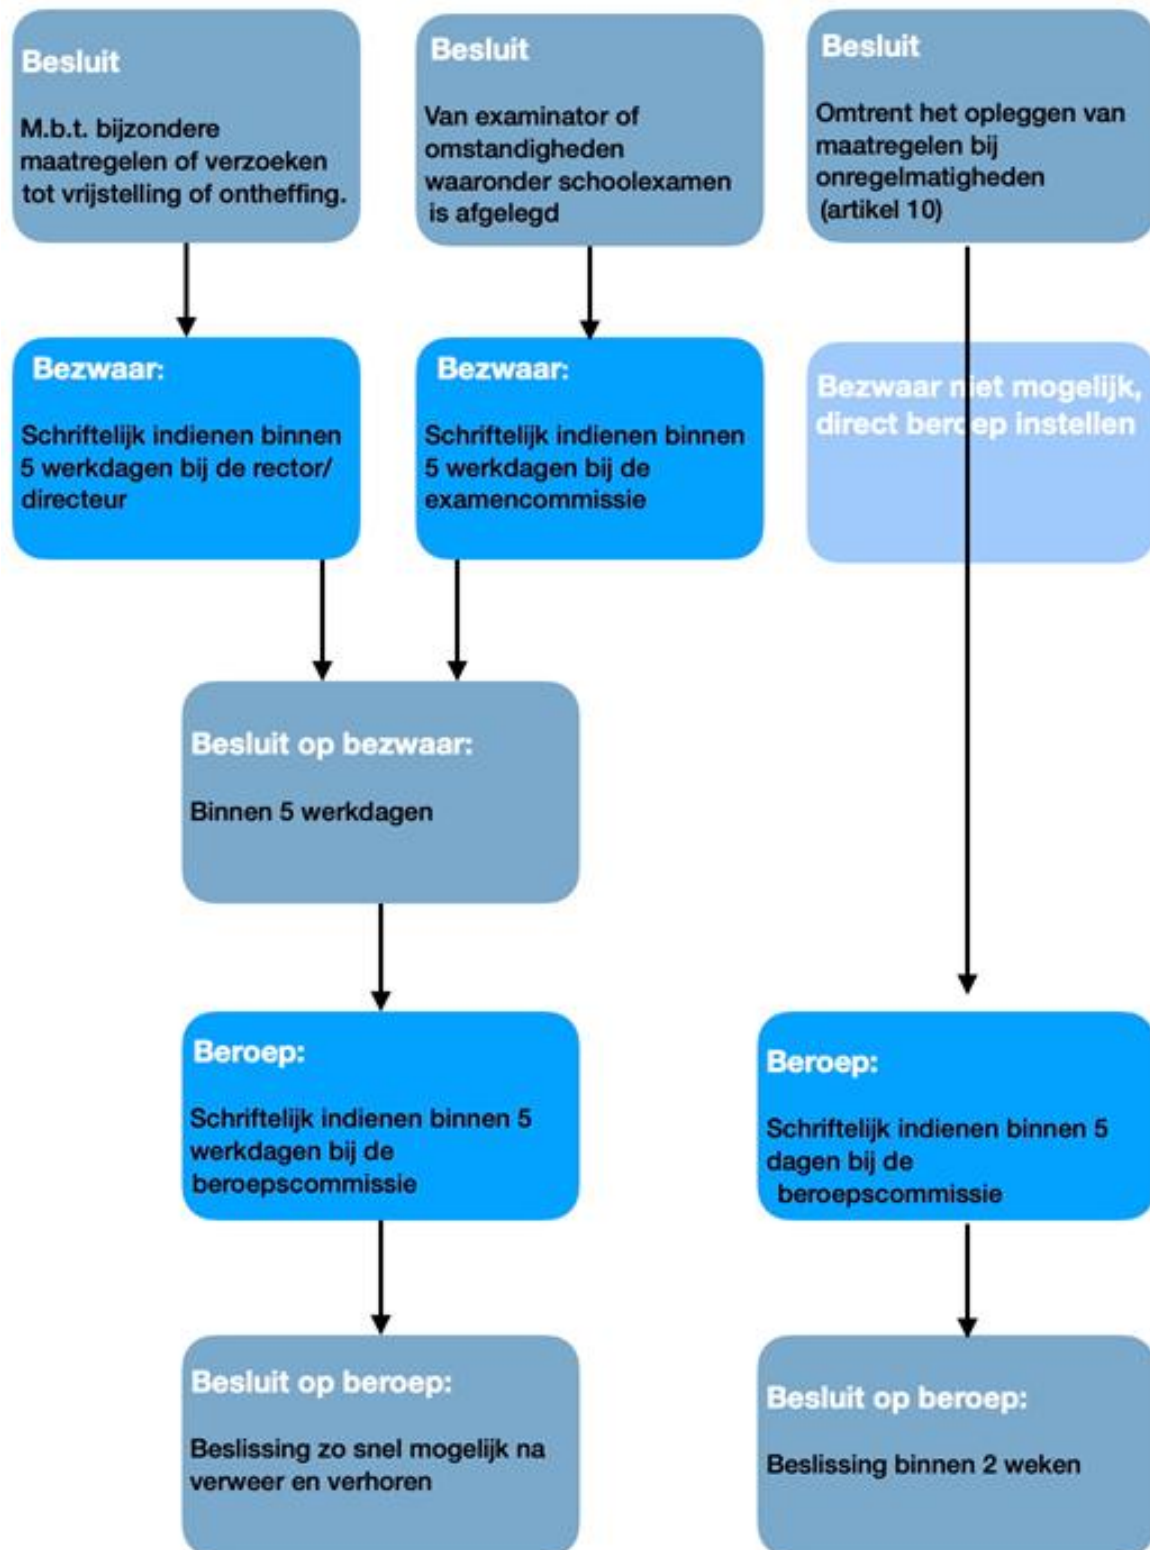 Besluit
M.b.t. bijzondere
maatregelen of verzoeken
tot vrijstelling of ontheffing.
Besluit
Van examinator of
omstandigheden
waaronder schoolexamen
is afgelegd
Besluit
Omtrent het opleggen van
maatregelen bij
onregelmatigheden
(artikel 10)
Bezwaar:
Schriftelijk indienen binnen
5 werkdagen bij de rector/
directeur
Bezwaar:
Schriftelijk indienen binnen
5 werkdagen bij de
examencommissie
Bezwaar niet mogelijk,
direct beroep instellen
Besluit op bezwaar:
Binnen 5 werkdagen
Beroep:
Schriftelijk indienen binnen 5
werkdagen bij de
beroepscommissie
Beroep:
Schriftelijk indienen binnen 5
dagen bij de
beroepscommissie
Besluit op beroep:
Beslissing zo snel mogelijk na
verweer en verhoren
Besluit op beroep:
Beslissing binnen 2 weken